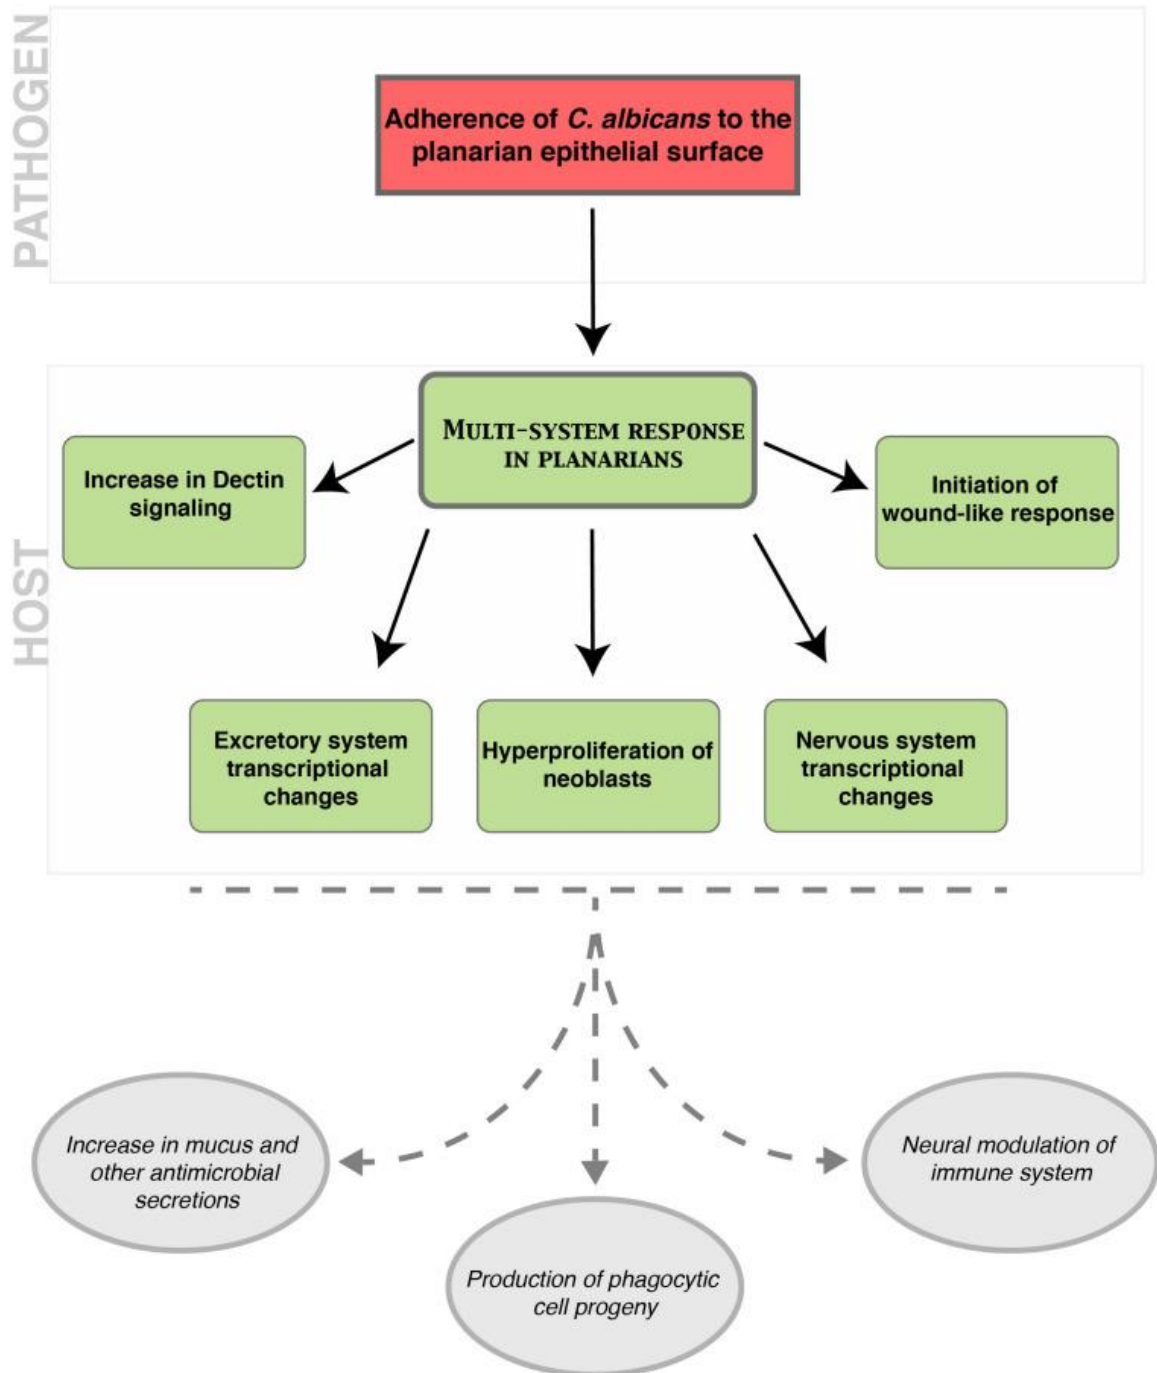 PATHOGEN
Adherence of C. albicans to the
planarian epithelial surface
HOST
MULTI-SYSTEM RESPONSE
IN PLANARIANS
Increase in Dectin
signaling
Initiation of
wound-like response
Excretory system
transcriptional
changes
Hyperproliferation of
neoblasts
Nervous system
transcriptional
changes
Increase in mucus and
other antimicrobial
secretions
Production of phagocytic
cell progeny
Neural modulation of
immune system